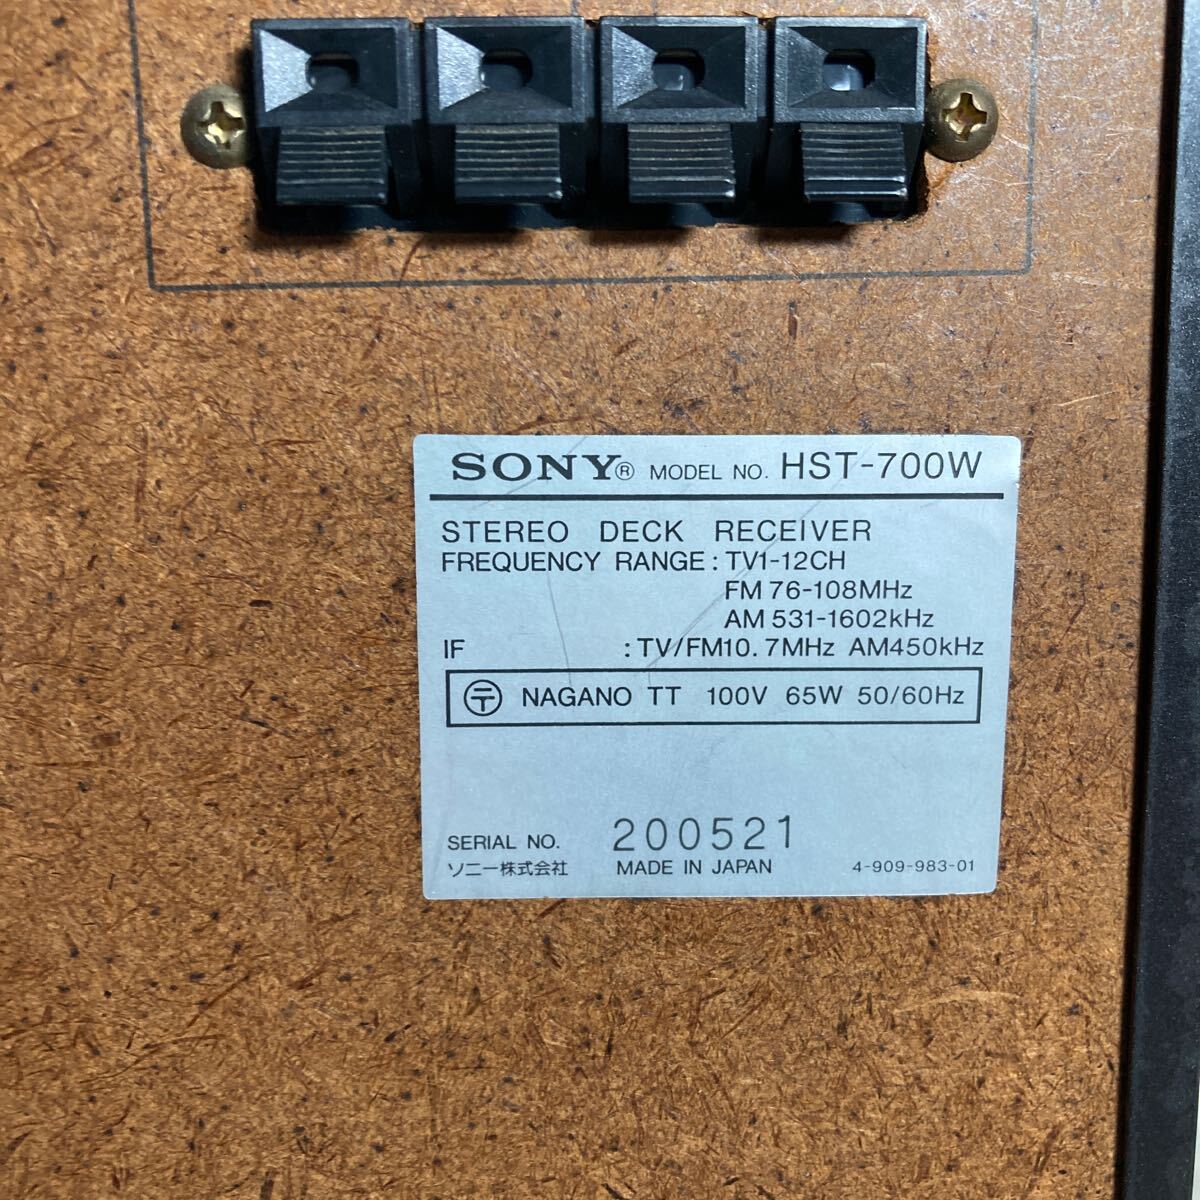 SONY® MODEL NO. HST-700W
STEREO DECK RECEIVER
FREQUENCY RANGE : TV1-12CH
FM 76-108MHz
AM 531-1602kHz
IF : TV/FM10.7MHz AM450kHz
〒 NAGANO TT 100V 65W 50/60Hz
SERIAL NO. 200521
ソニー株式会社 MADE IN JAPAN 4-909-983-01